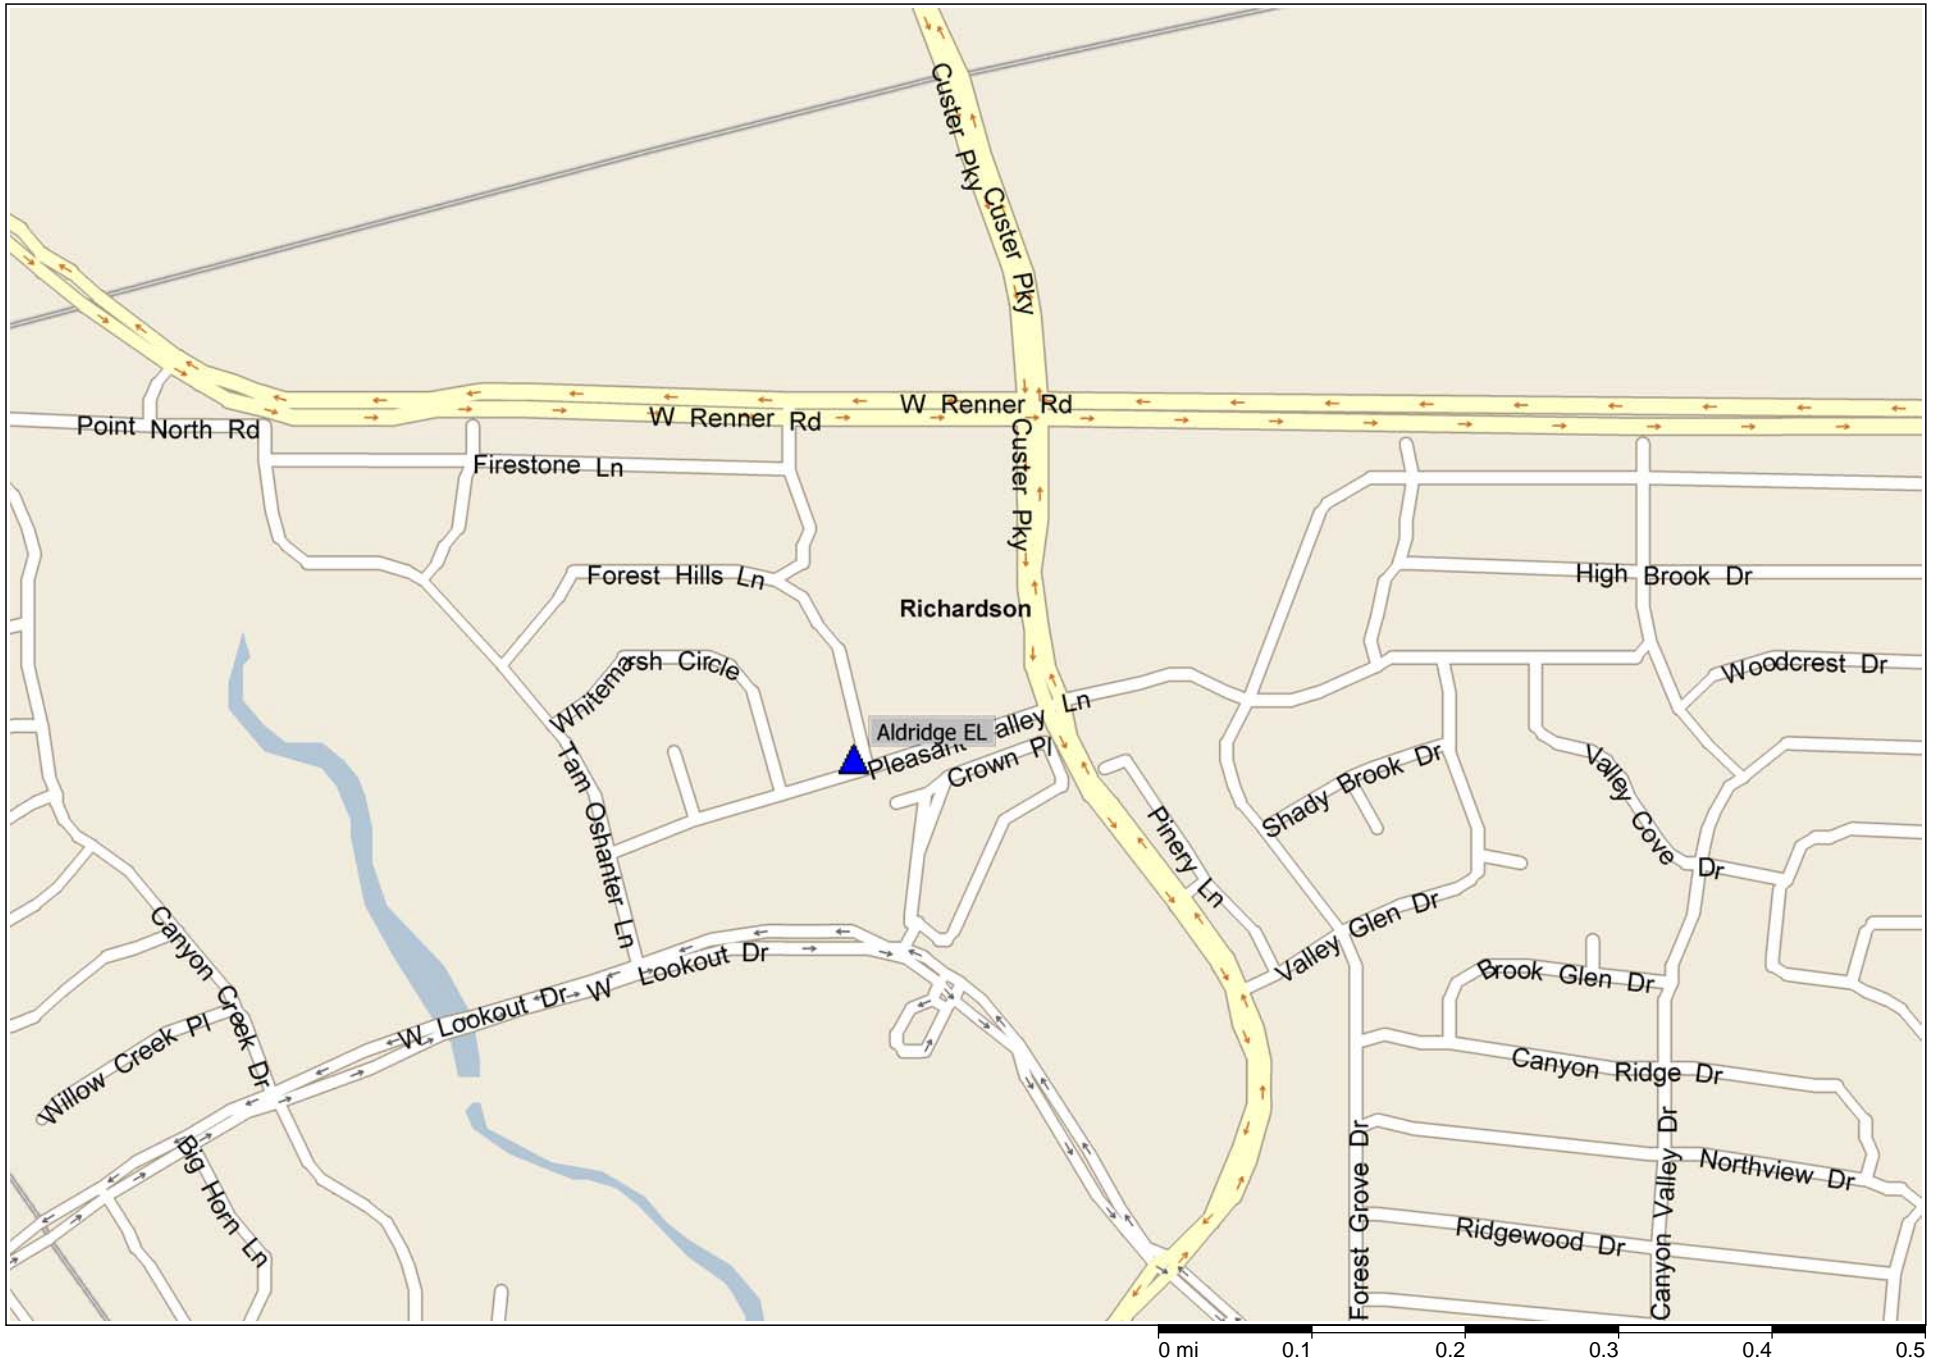 Custer Pky
Custer Pky
W Renner Rd
W Renner Rd
Point North Rd
Custer Pky
Firestone Ln
Forest Hills Ln
High Brook Dr
Richardson
Whitemarsh Circle
Woodcrest Dr
Aldridge EL
Pleasant Valley Ln
Crown Pl
Tam Oshanter Ln
Shady Brook Dr
Valley Cove Dr
Pinery Ln
Valley Glen Dr
Canyon Creek Dr
W Lookout Dr
W Lookout Dr
Brook Glen Dr
Willow Creek Pl
Canyon Ridge Dr
Big Horn Ln
Forest Grove Dr
Canyon Valley Dr
Northview Dr
Ridgewood Dr
0 mi 0.1 0.2 0.3 0.4 0.5